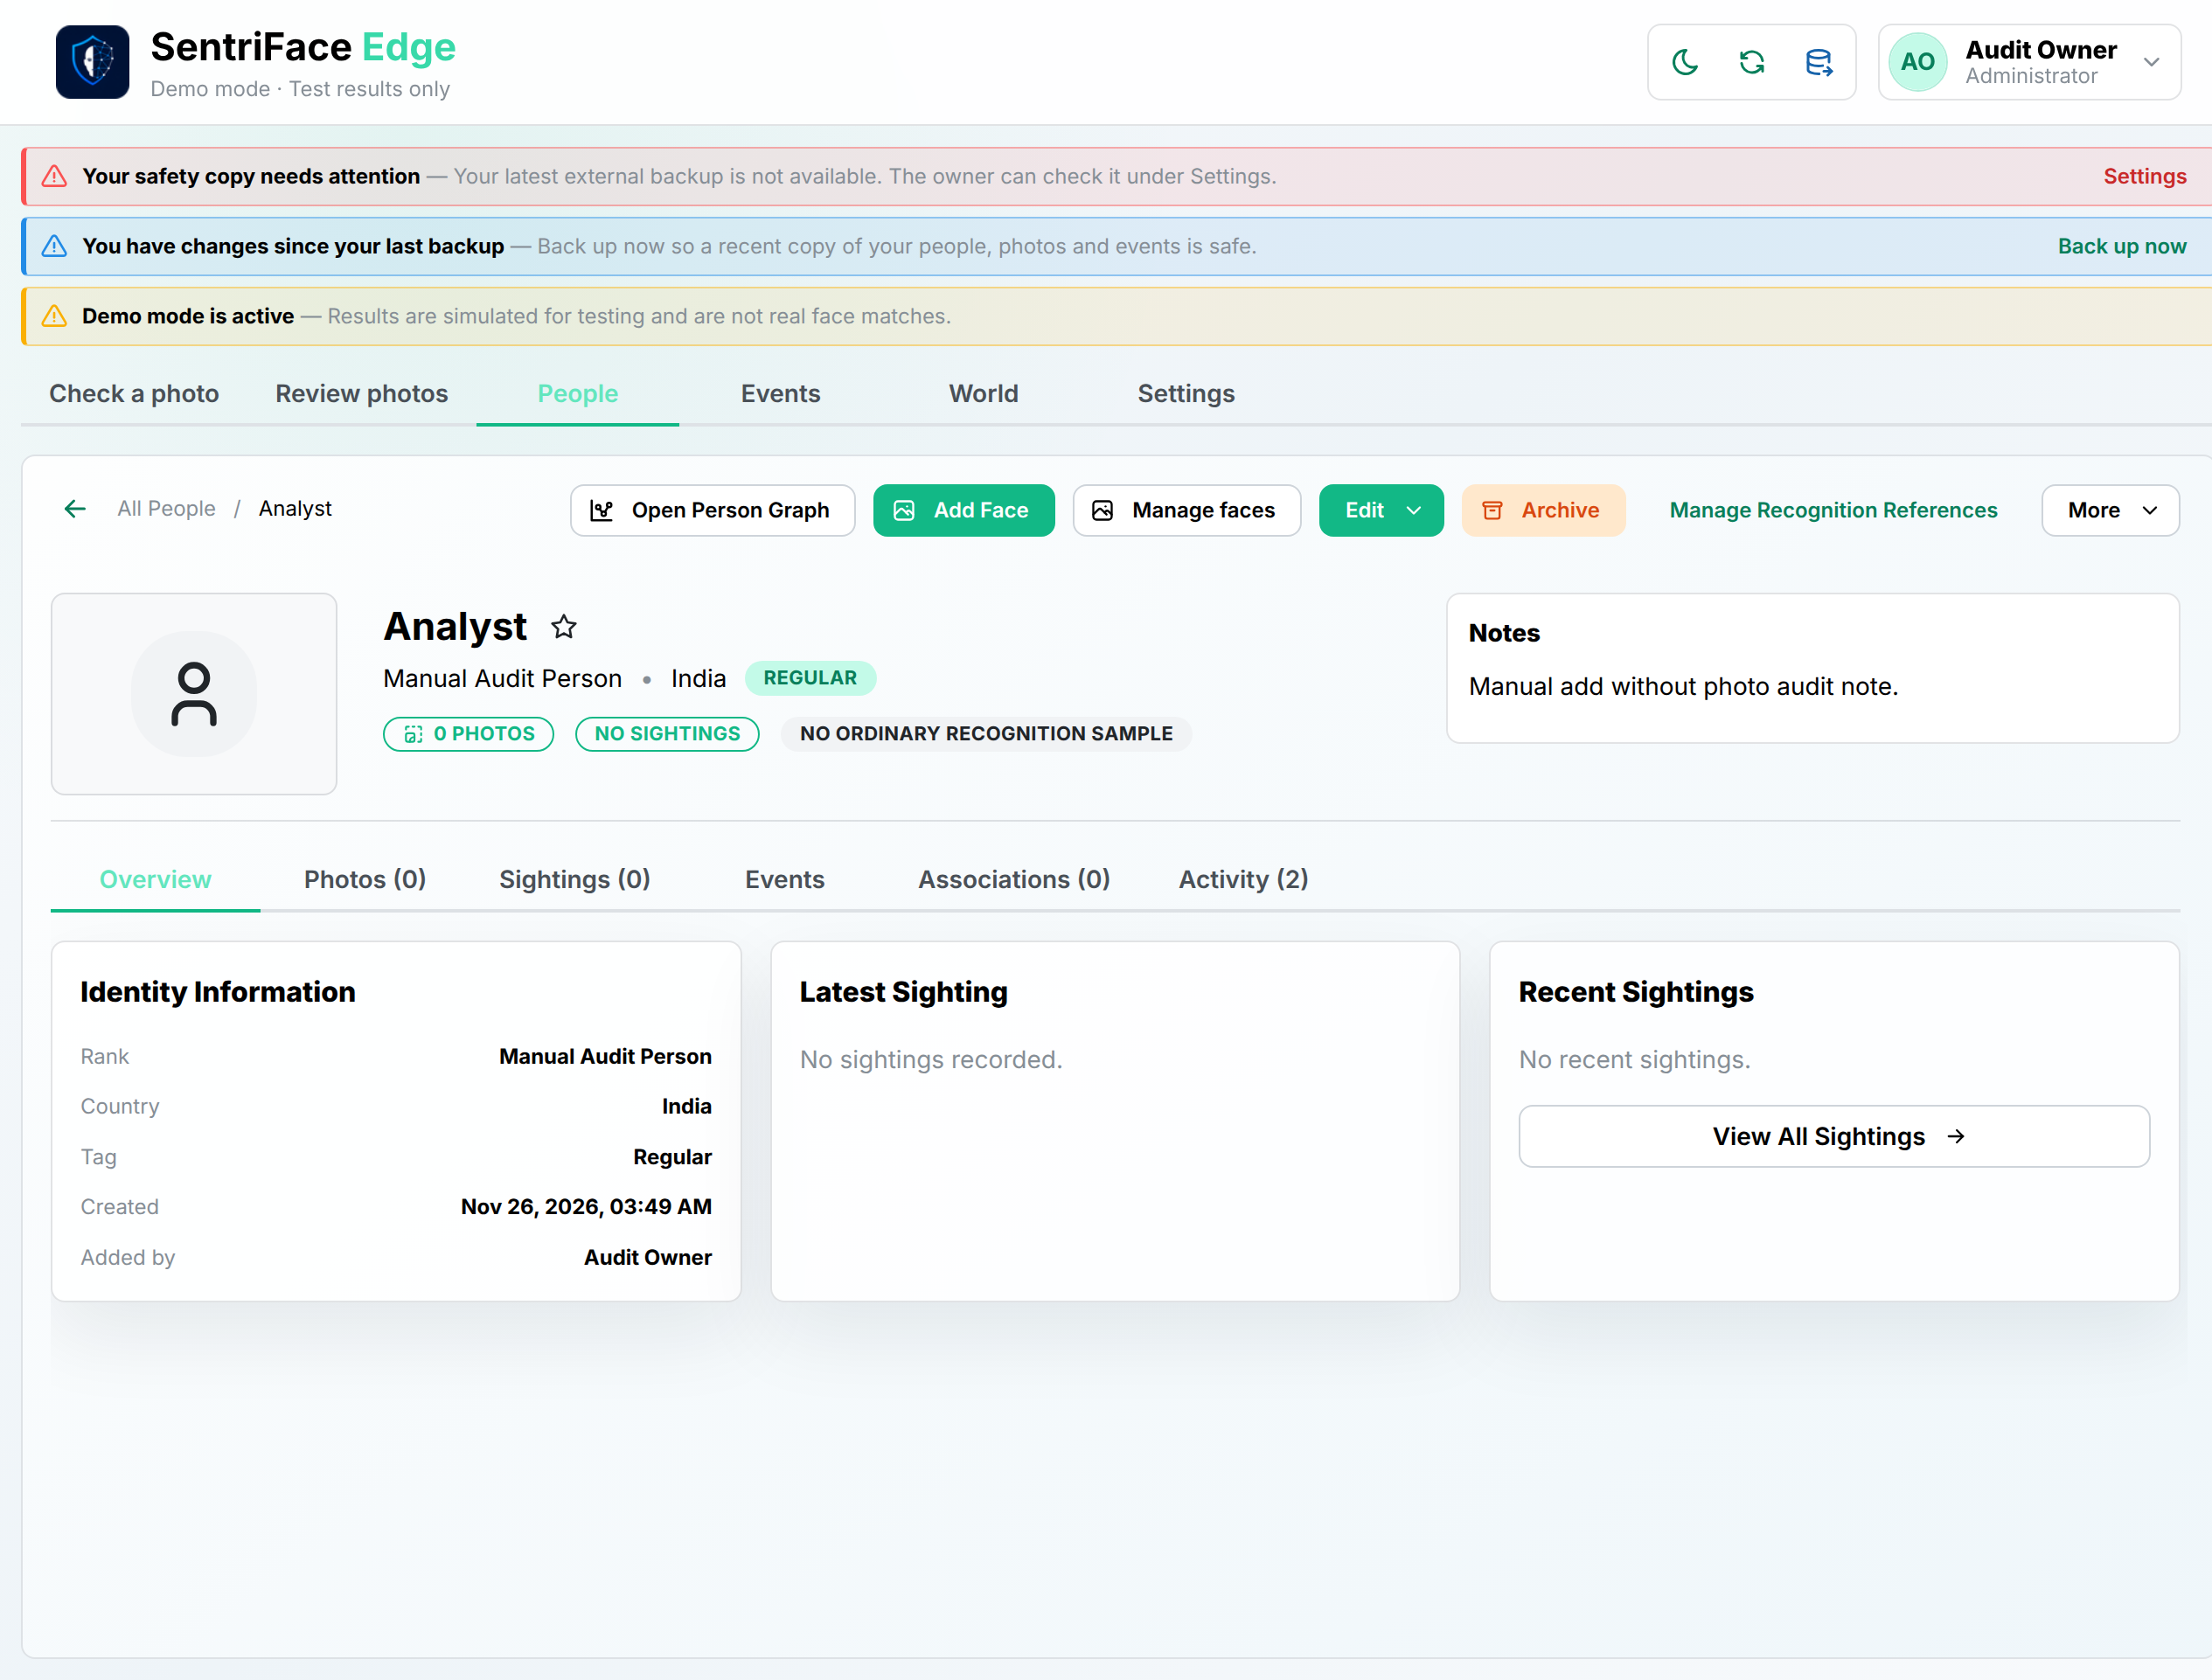 SentriFace Edge
Demo mode · Test results only
AO
Audit Owner
Administrator
Your safety copy needs attention — Your latest external backup is not available. The owner can check it under Settings.
Settings
You have changes since your last backup — Back up now so a recent copy of your people, photos and events is safe.
Back up now
Demo mode is active — Results are simulated for testing and are not real face matches.
Check a photo
Review photos
People
Events
World
Settings
All People / Analyst
Open Person Graph
Add Face
Manage faces
Edit
Archive
Manage Recognition References
More
Analyst
Manual Audit Person • India REGULAR
0 PHOTOS
NO SIGHTINGS
NO ORDINARY RECOGNITION SAMPLE
Notes
Manual add without photo audit note.
Overview
Photos (0)
Sightings (0)
Events
Associations (0)
Activity (2)
Identity Information
Rank Manual Audit Person
Country India
Tag Regular
Created Nov 26, 2026, 03:49 AM
Added by Audit Owner
Latest Sighting
No sightings recorded.
Recent Sightings
No recent sightings.
View All Sightings